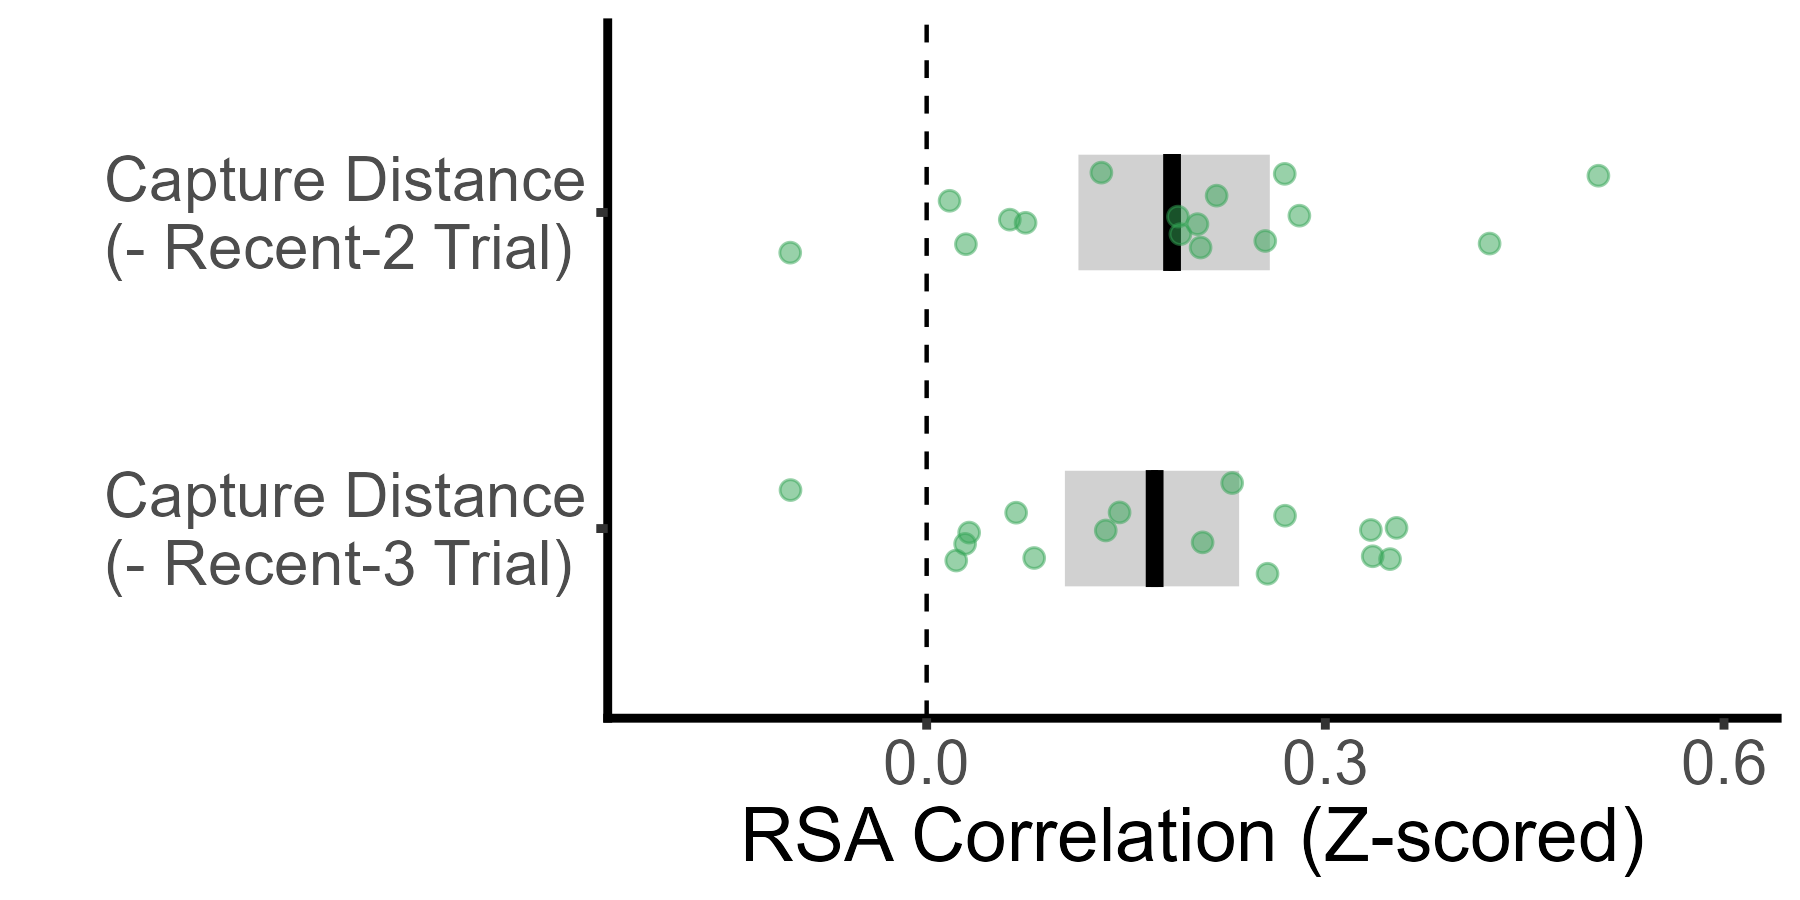 Capture Distance
(- Recent-2 Trial)
Capture Distance
(- Recent-3 Trial)
0.0 0.3 0.6
RSA Correlation (Z-scored)